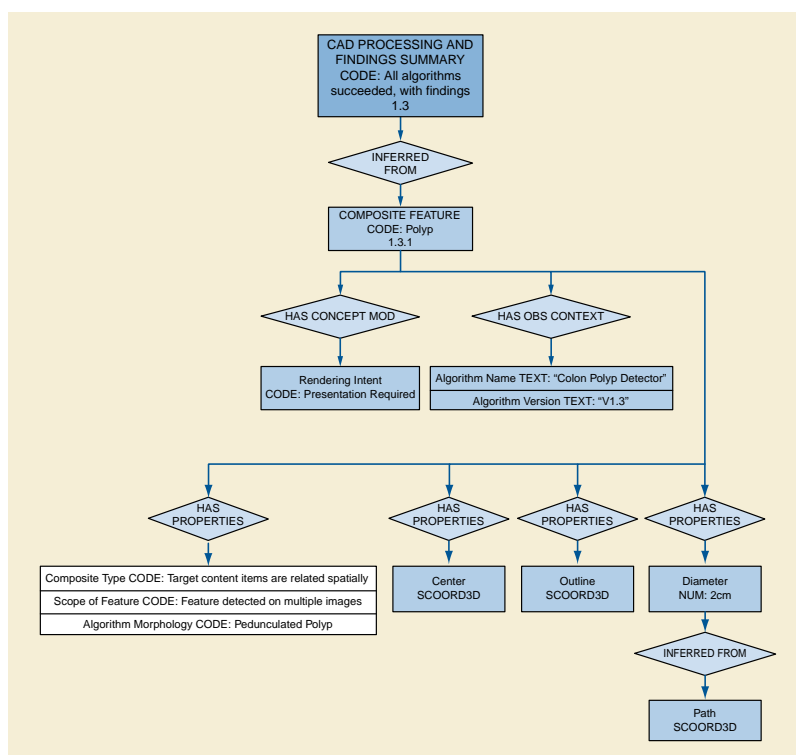 CAD PROCESSING AND
FINDINGS SUMMARY
CODE: All algorithms
succeeded, with findings
1.3
INFERRED
FROM
COMPOSITE FEATURE
CODE: Polyp
1.3.1
HAS CONCEPT MOD
HAS OBS CONTEXT
Rendering Intent
CODE: Presentation Required
Algorithm Name TEXT: “Colon Polyp Detector”
Algorithm Version TEXT: “V1.3”
HAS
PROPERTIES
HAS
PROPERTIES
HAS
PROPERTIES
HAS
PROPERTIES
Composite Type CODE: Target content items are related spatially
Scope of Feature CODE: Feature detected on multiple images
Algorithm Morphology CODE: Pedunculated Polyp
Center
SCOORD3D
Outline
SCOORD3D
Diameter
NUM: 2cm
INFERRED FROM
Path
SCOORD3D